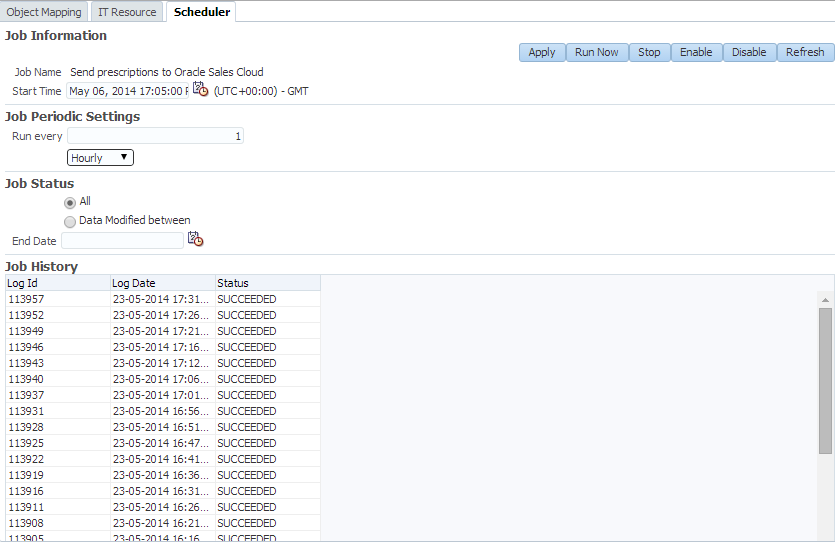 Object Mapping IT Resource Scheduler
Job Information
Apply Run Now Stop Enable Disable Refresh
Job Name Send prescriptions to Oracle Sales Cloud
Start Time May 06, 2014 17:05:00 (UTC+00:00) - GMT
Job Periodic Settings
Run every 1
Hourly
Job Status
All
Data Modified between
End Date
Job History
Log Id Log Date Status
113957 23-05-2014 17:31... SUCCEEDED
113952 23-05-2014 17:26... SUCCEEDED
113949 23-05-2014 17:21... SUCCEEDED
113946 23-05-2014 17:16... SUCCEEDED
113943 23-05-2014 17:12... SUCCEEDED
113940 23-05-2014 17:06... SUCCEEDED
113937 23-05-2014 17:01... SUCCEEDED
113931 23-05-2014 16:56... SUCCEEDED
113928 23-05-2014 16:51... SUCCEEDED
113925 23-05-2014 16:47... SUCCEEDED
113922 23-05-2014 16:41... SUCCEEDED
113919 23-05-2014 16:36... SUCCEEDED
113916 23-05-2014 16:31... SUCCEEDED
113911 23-05-2014 16:26... SUCCEEDED
113908 23-05-2014 16:21... SUCCEEDED
113905 23-05-2014 16:16... SUCCEEDED